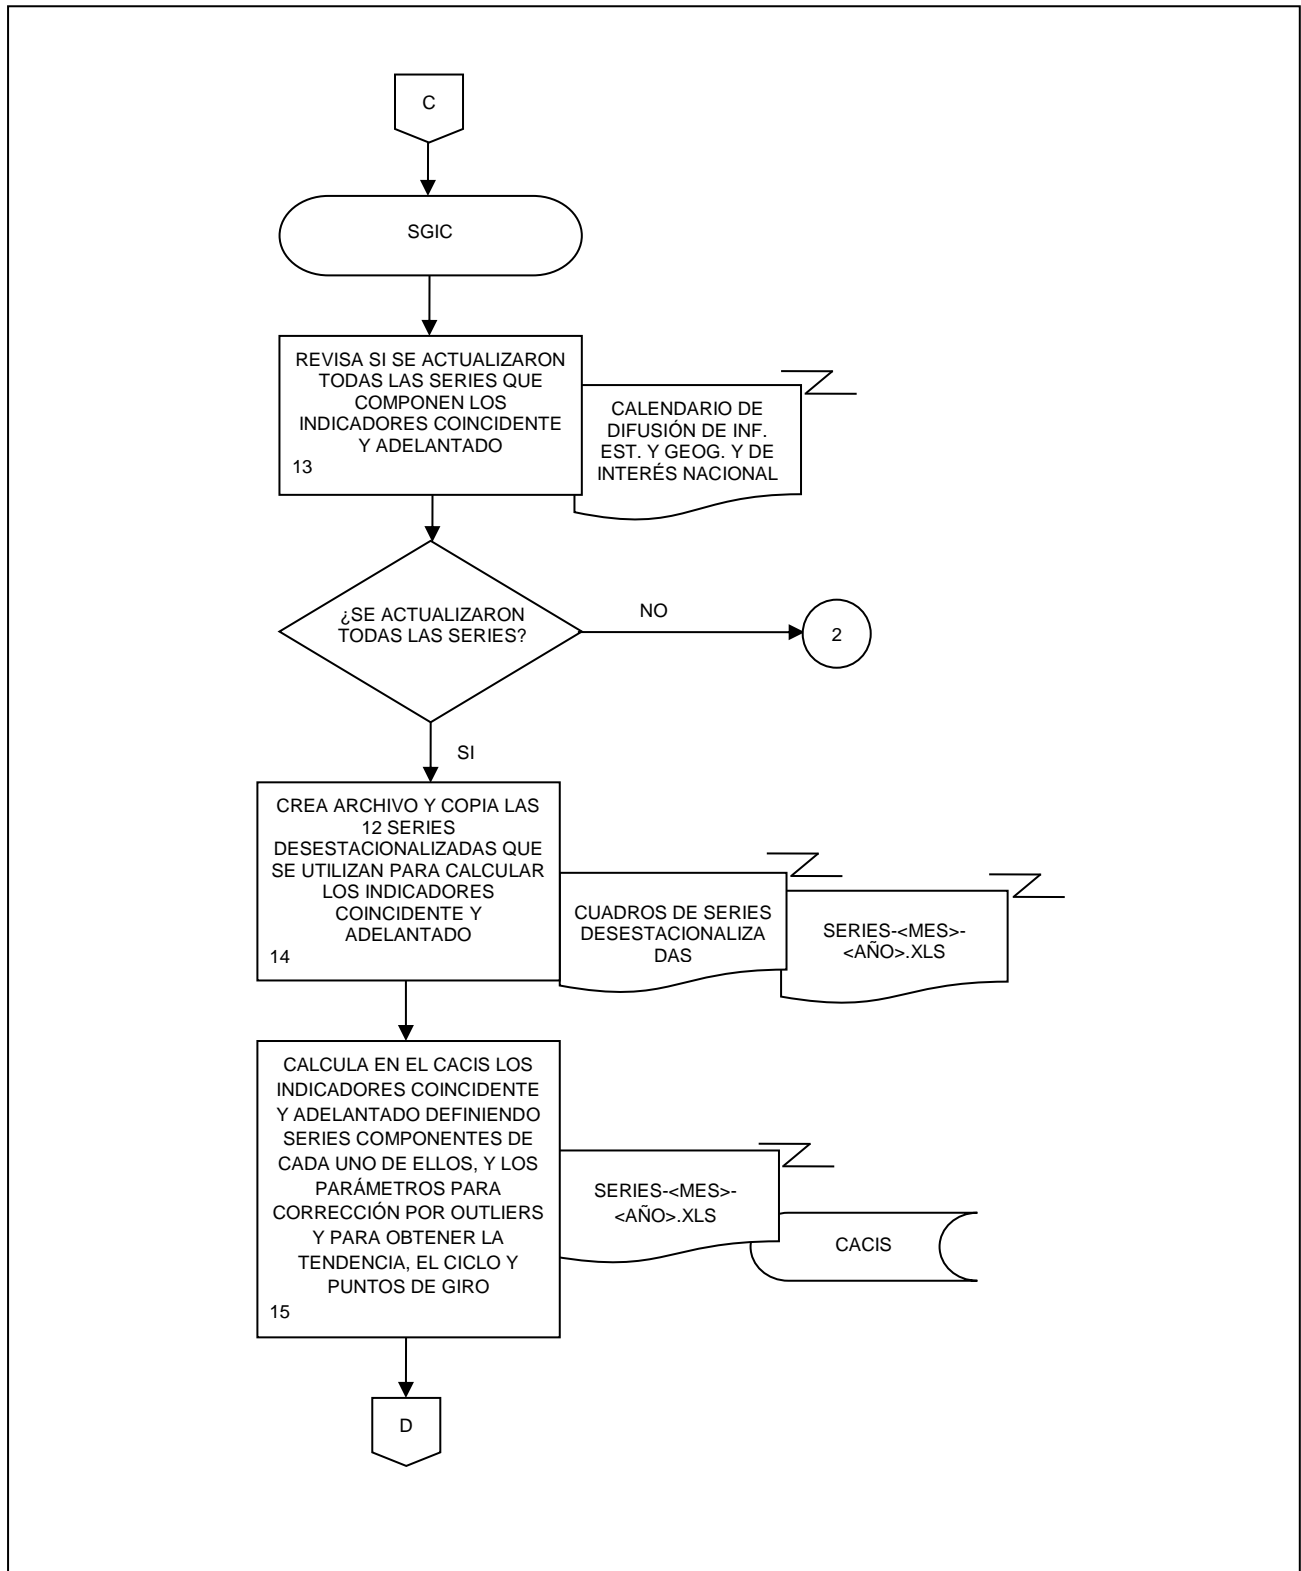 C
SGIC
REVISA SI SE ACTUALIZARON
TODAS LAS SERIES QUE
COMPONEN LOS
INDICADORES COINCIDENTE
Y ADELANTADO
13
CALENDARIO DE
DIFUSIÓN DE INF.
EST. Y GEOG. Y DE
INTERÉS NACIONAL
¿SE ACTUALIZARON
TODAS LAS SERIES?
NO
2
SI
CREA ARCHIVO Y COPIA LAS
12 SERIES
DESESTACIONALIZADAS QUE
SE UTILIZAN PARA CALCULAR
LOS INDICADORES
COINCIDENTE Y
ADELANTADO
14
CUADROS DE SERIES
DESESTACIONALIZA
DAS
SERIES-<MES>-
<AÑO>.XLS
CALCULA EN EL CACIS LOS
INDICADORES COINCIDENTE
Y ADELANTADO DEFINIENDO
SERIES COMPONENTES DE
CADA UNO DE ELLOS, Y LOS
PARÁMETROS PARA
CORRECCIÓN POR OUTLIERS
Y PARA OBTENER LA
TENDENCIA, EL CICLO Y
PUNTOS DE GIRO
15
SERIES-<MES>-
<AÑO>.XLS
CACIS
D